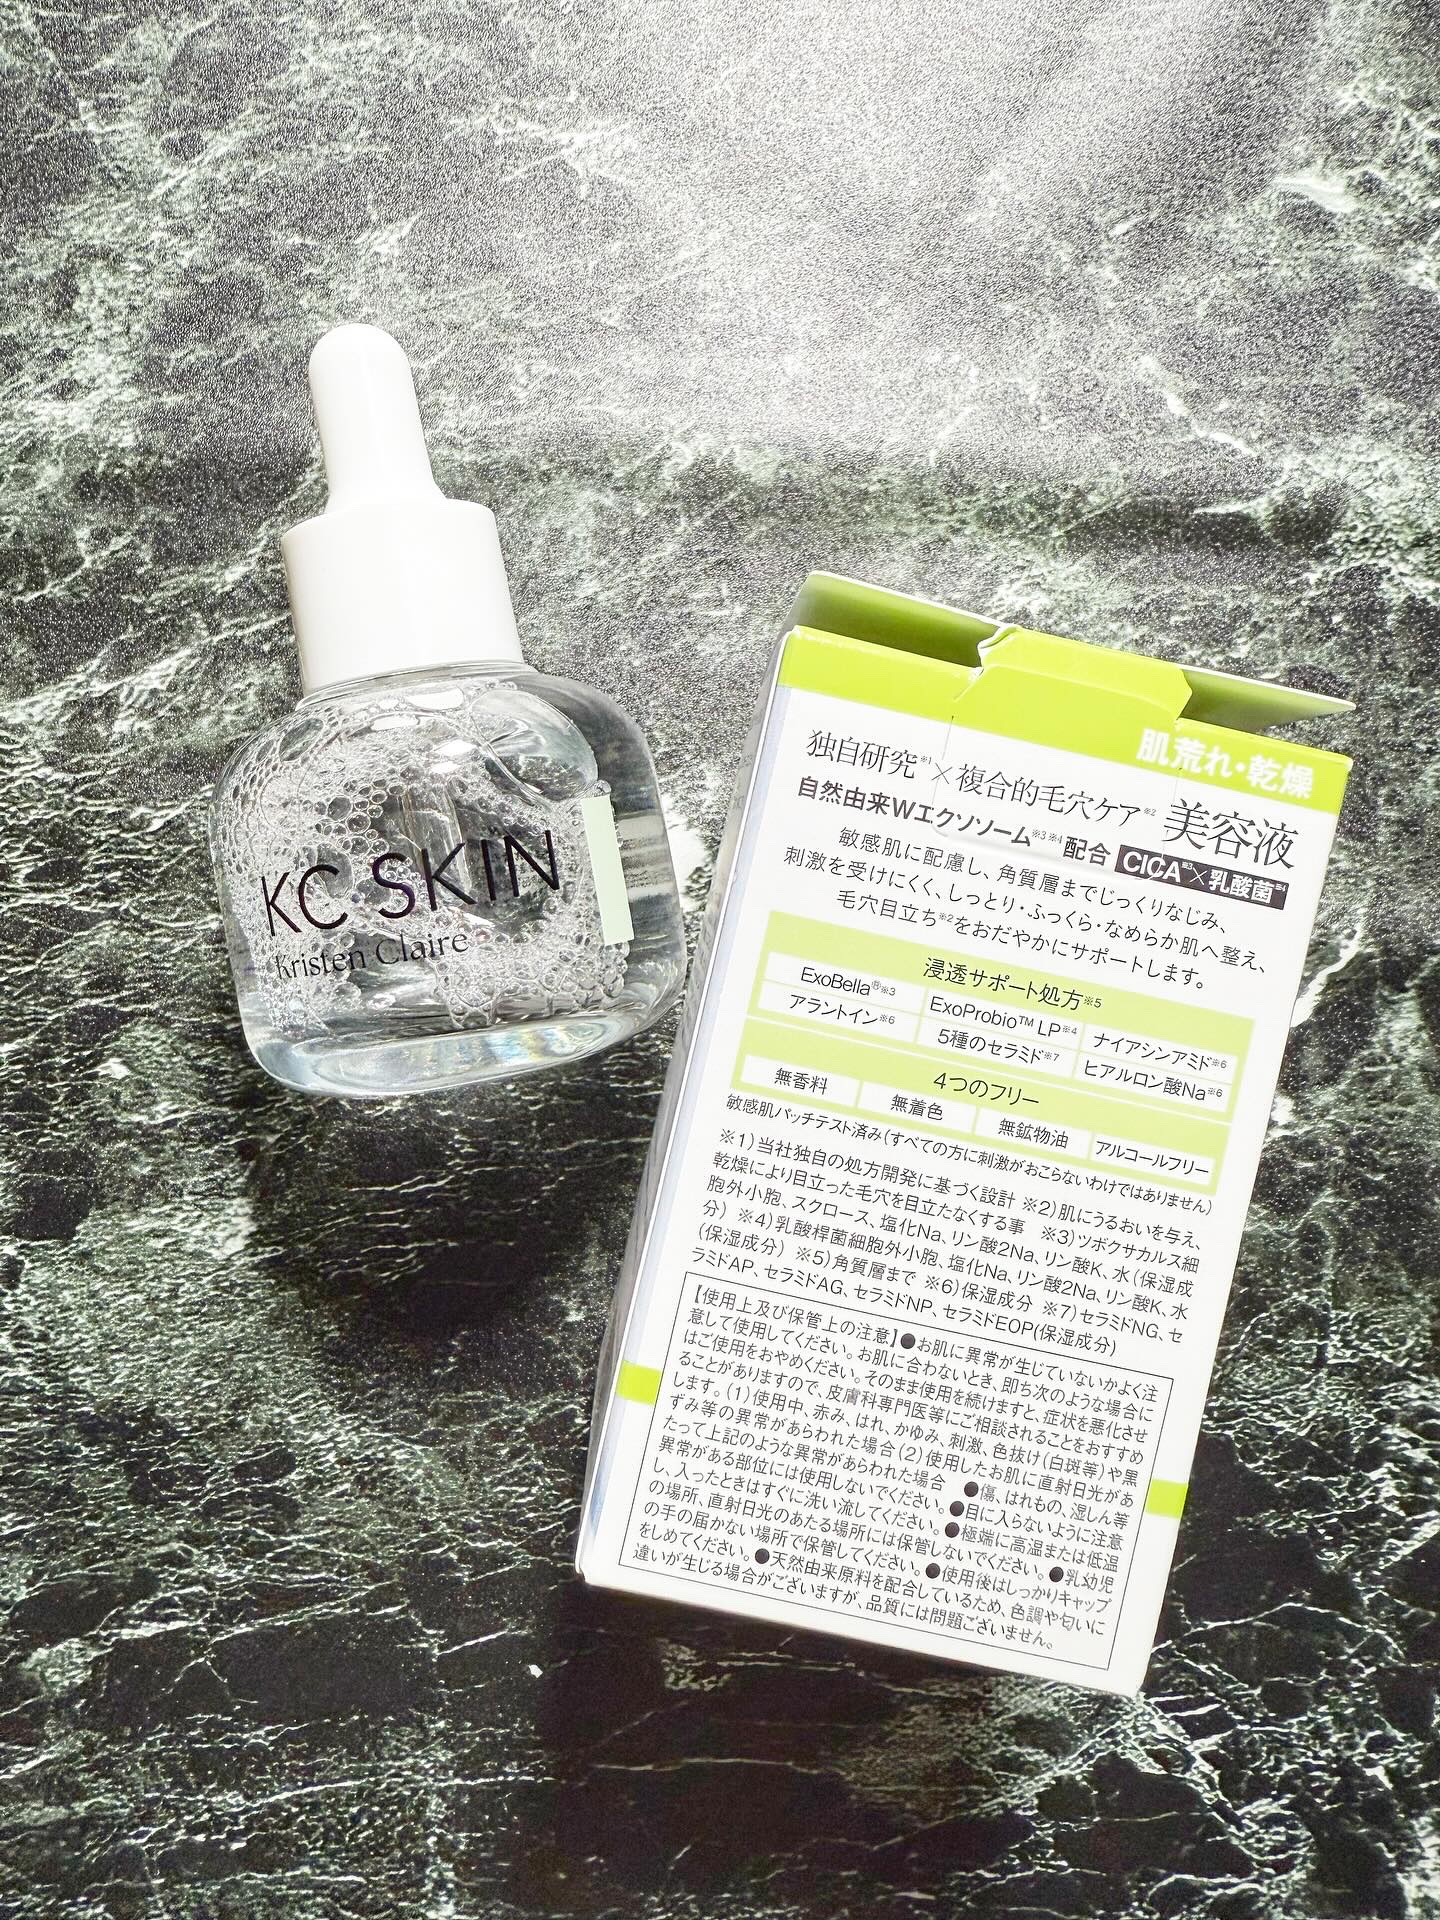 KC SKIN
Kristen Claire
肌荒れ・乾燥
独自研究※1×複合的毛穴ケア※2 美容液
自然由来Wエクソソーム※3 ※4配合 CICA※3×乳酸菌※4
敏感肌に配慮し、角質層までじっくりなじみ、
刺激を受けにくく、しっとり・ふっくら・なめらか肌へ整え、
毛穴目立ち※2をおだやかにサポートします。
浸透サポート処方※5
ExoBella®※3 ExoProbio™ LP※4 ナイアシンアミド※6
アラントイン※6 5種のセラミド※7 ヒアルロン酸Na※6
4つのフリー
無香料 無着色 無鉱物油 アルコールフリー
敏感肌パッチテスト済み(すべての方に刺激がおこらないわけではありません)
※1)当社独自の処方開発に基づく設計 ※2)肌にうるおいを与え、
乾燥により目立った毛穴を目立たなくする事 ※3)ツボクサカルス細
胞外小胞、スクロース、塩化Na、リン酸2Na、リン酸K、水(保湿成
分) ※4)乳酸桿菌細胞外小胞、塩化Na、リン酸2Na、リン酸K、水
(保湿成分) ※5)角質層まで ※6)保湿成分 ※7)セラミドNG、セ
ラミドAP、セラミドAG、セラミドNP、セラミドEOP(保湿成分)
【使用上及び保管上の注意】●お肌に異常が生じていないかよく注
意して使用してください。お肌に合わないとき、即ち次のような場合に
はご使用をおやめください。そのまま使用を続けますと、症状を悪化させ
ることがありますので、皮膚科専門医等にご相談されることをおすすめ
します。(1)使用中、赤み、はれ、かゆみ、刺激、色抜け(白斑等)や黒
ずみ等の異常があらわれた場合(2)使用したお肌に直射日光があ
たって上記のような異常があらわれた場合 ●傷、はれもの、湿しん等
異常がある部位には使用しないでください。●目に入らないように注意
し、入ったときはすぐに洗い流してください。●極端に高温または低温
の場所、直射日光のあたる場所には保管しないでください。●乳幼児
の手の届かない場所で保管してください。●使用後はしっかりキャップ
をしめてください。●天然由来原料を配合しているため、色調や匂いに
違いが生じる場合がございますが、品質には問題ございません。